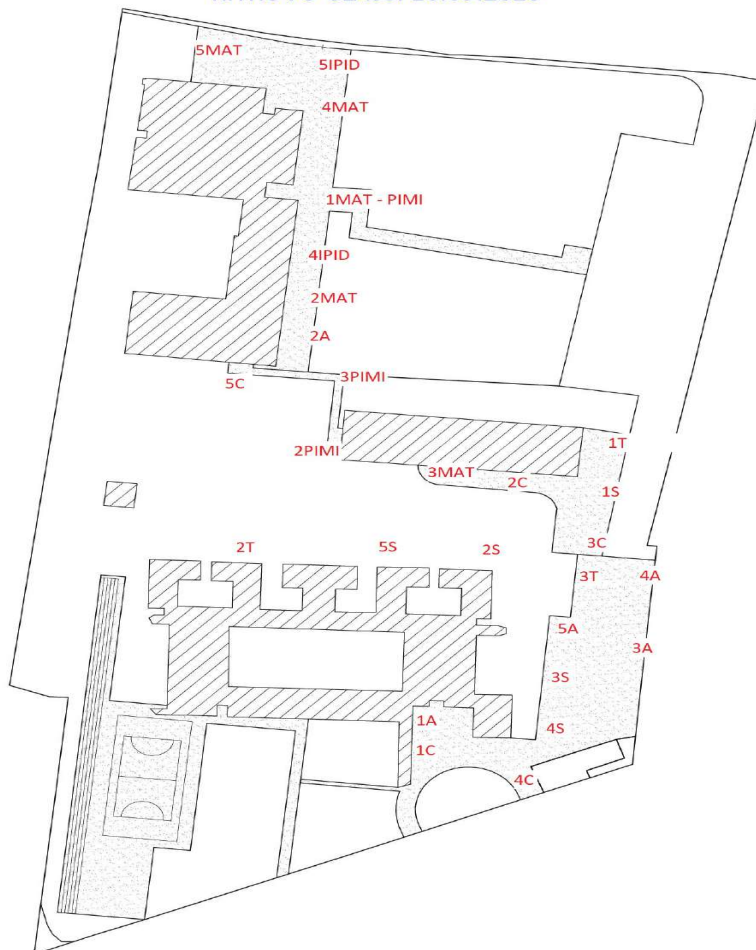 5MAT
5IPID
4MAT
1MAT - PIMI
4IPID
2MAT
2A
3PIMI
5C
1T
2PIMI
3MAT
2C
1S
3C
2T
5S
2S
3T
4A
5A
3A
3S
1A
4S
1C
4C